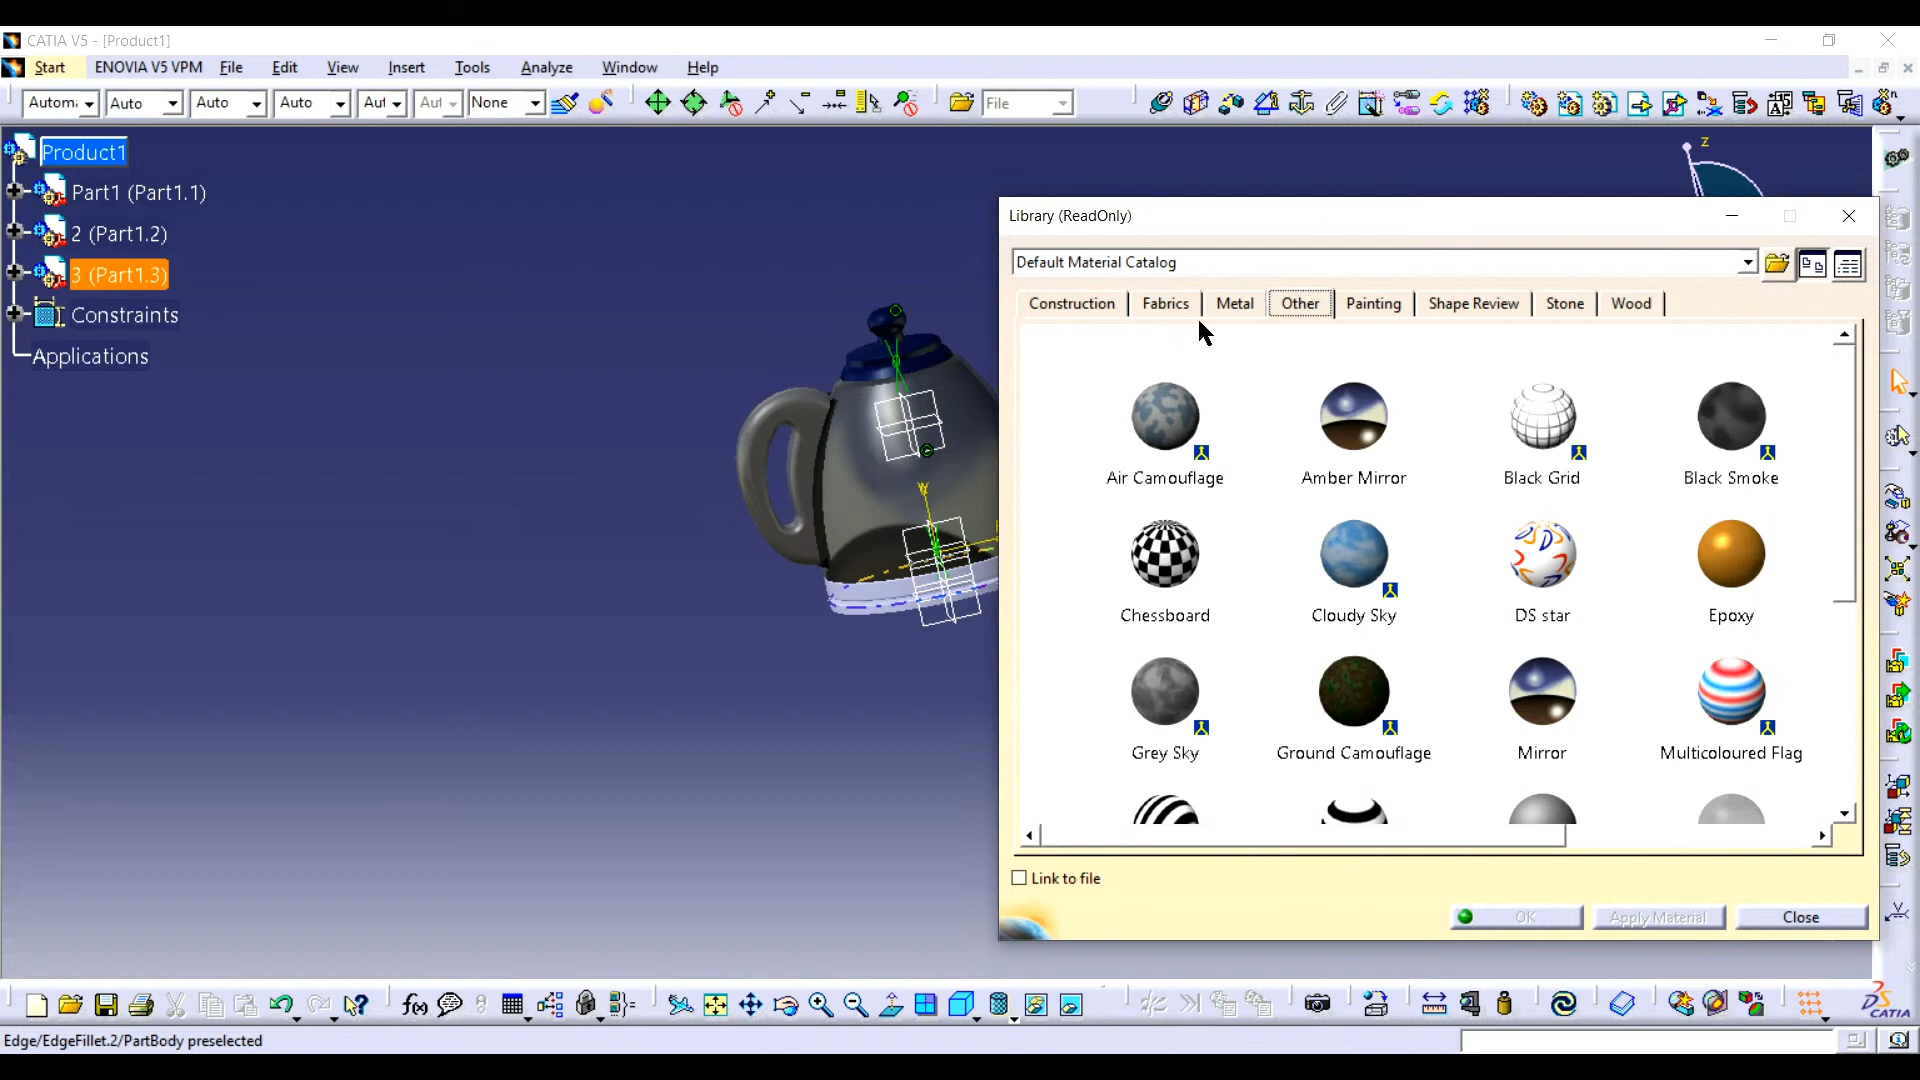 CATIA V5 - [Product1]
Start ENOVIA V5 VPM File Edit View Insert Tools Analyze Window Help
Auto Auto Auto Aut Aut None File
Product1
Part1 (Part1.1)
2 (Part1.2)
3 (Part1.3)
Constraints
Applications
z
Library (ReadOnly)
Default Material Catalog
Construction Fabrics Metal Other Painting Shape Review Stone Wood
Air Camouflage Amber Mirror Black Grid Black Smoke
Chessboard Cloudy Sky DS star Epoxy
Grey Sky Ground Camouflage Mirror Multicoloured Flag
Link to file
OK Apply Material Close
f(x)
CATIA
Edge/EdgeFillet.2/PartBody preselected